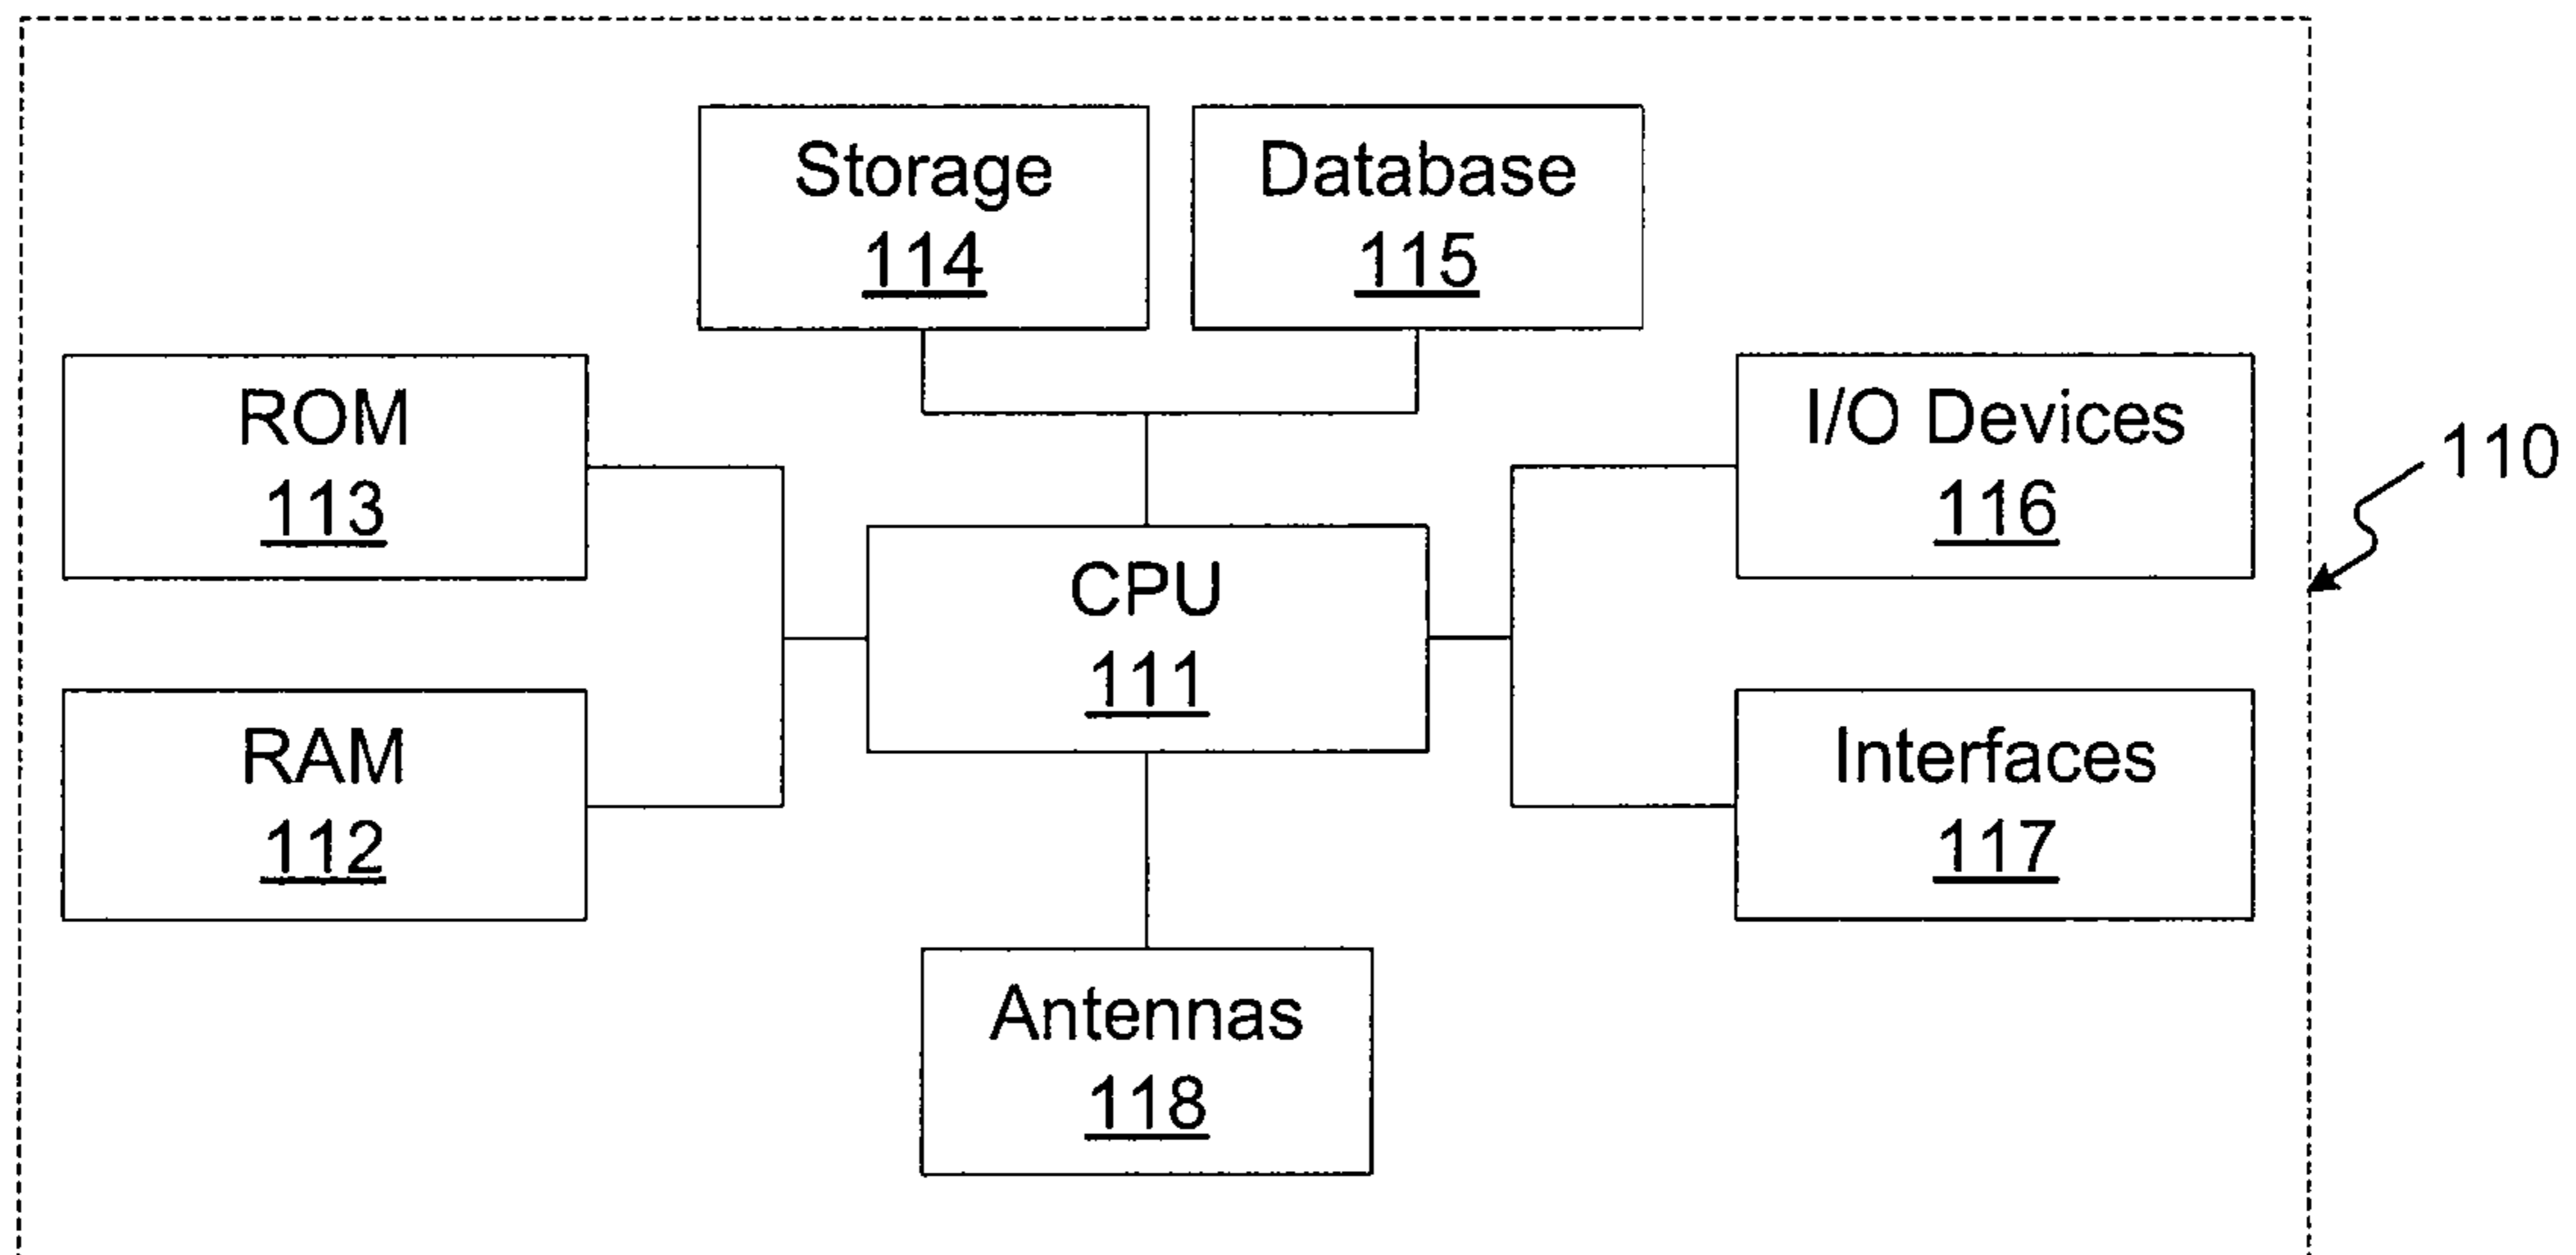 Storage
114
Database
115
ROM
113
I/O Devices
116
110
CPU
111
RAM
112
Interfaces
117
Antennas
118